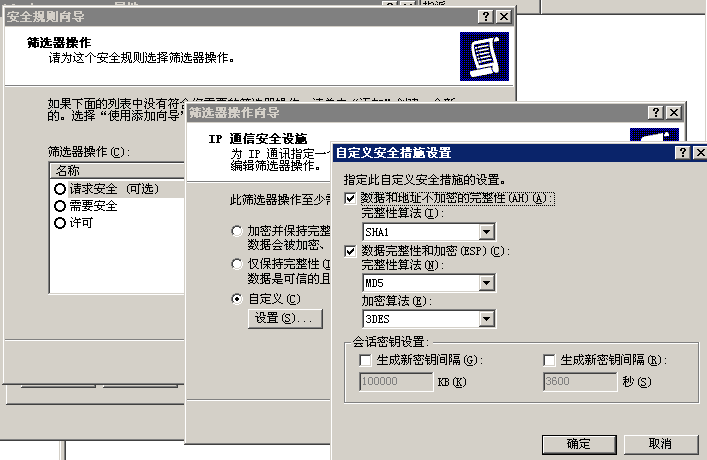 属性
指派
安全规则向导
筛选器操作
请为这个安全规则选择筛选器操作。
如果下面的列表中没有符合
的。选择“使用添加向导”
筛选器操作(C):
名称
请求安全 (可选)
需要安全
许可
筛选器操作向导
IP 通信安全设施
为 IP 通讯指定一
编辑筛选器操作。
此筛选器操作至少需
加密并保持完整
数据会被加密、
仅保持完整性(I
数据是可信的且
自定义(C)
设置(S)...
自定义安全措施设置
指定此自定义安全措施的设置。
数据和地址不加密的完整性(AH)(A):
完整性算法(I):
SHA1
数据完整性和加密(ESP)(C):
完整性算法(N):
MD5
加密算法(E):
3DES
会话密钥设置:
生成新密钥间隔(G):
100000 KB(K)
生成新密钥间隔(R):
3600 秒(S)
确定
取消